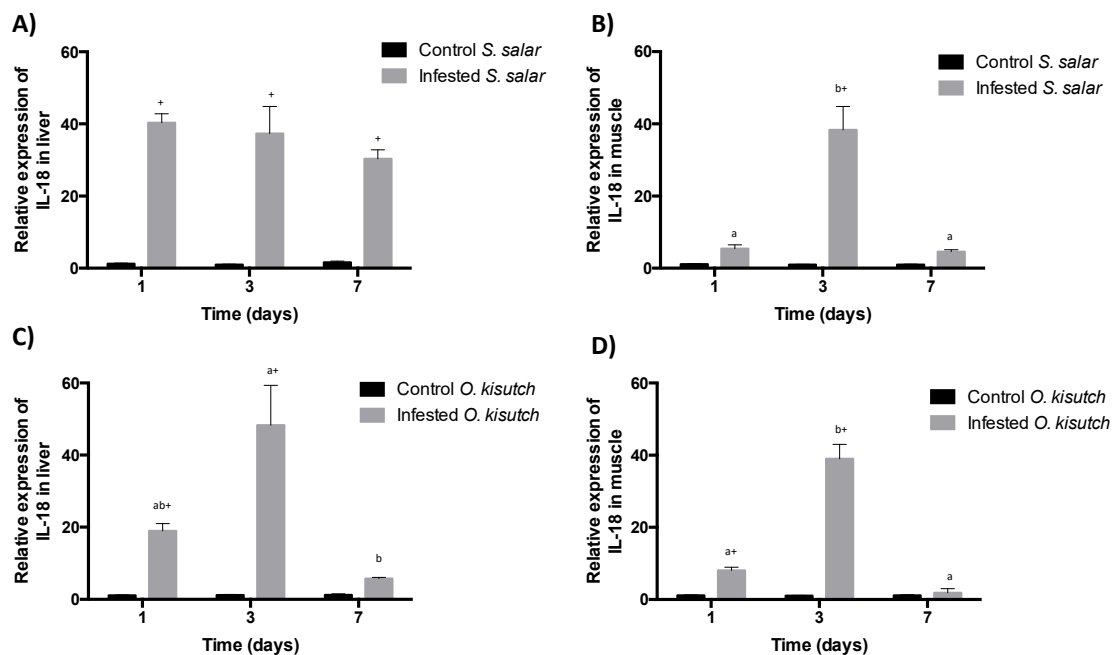 A)
Relative expression of
IL-18 in liver
60
40
20
0
+
+
+
1
3
7
Time (days)
Control S. salar
Infested S. salar
B)
Relative expression of
IL-18 in muscle
60
40
20
0
a
b+
a
1
3
7
Time (days)
Control S. salar
Infested S. salar
C)
Relative expression of
IL-18 in liver
60
40
20
0
ab+
a+
b
1
3
7
Time (days)
Control O. kisutch
Infested O. kisutch
D)
Relative expression of
IL-18 in muscle
60
40
20
0
a+
b+
a
1
3
7
Time (days)
Control O. kisutch
Infested O. kisutch